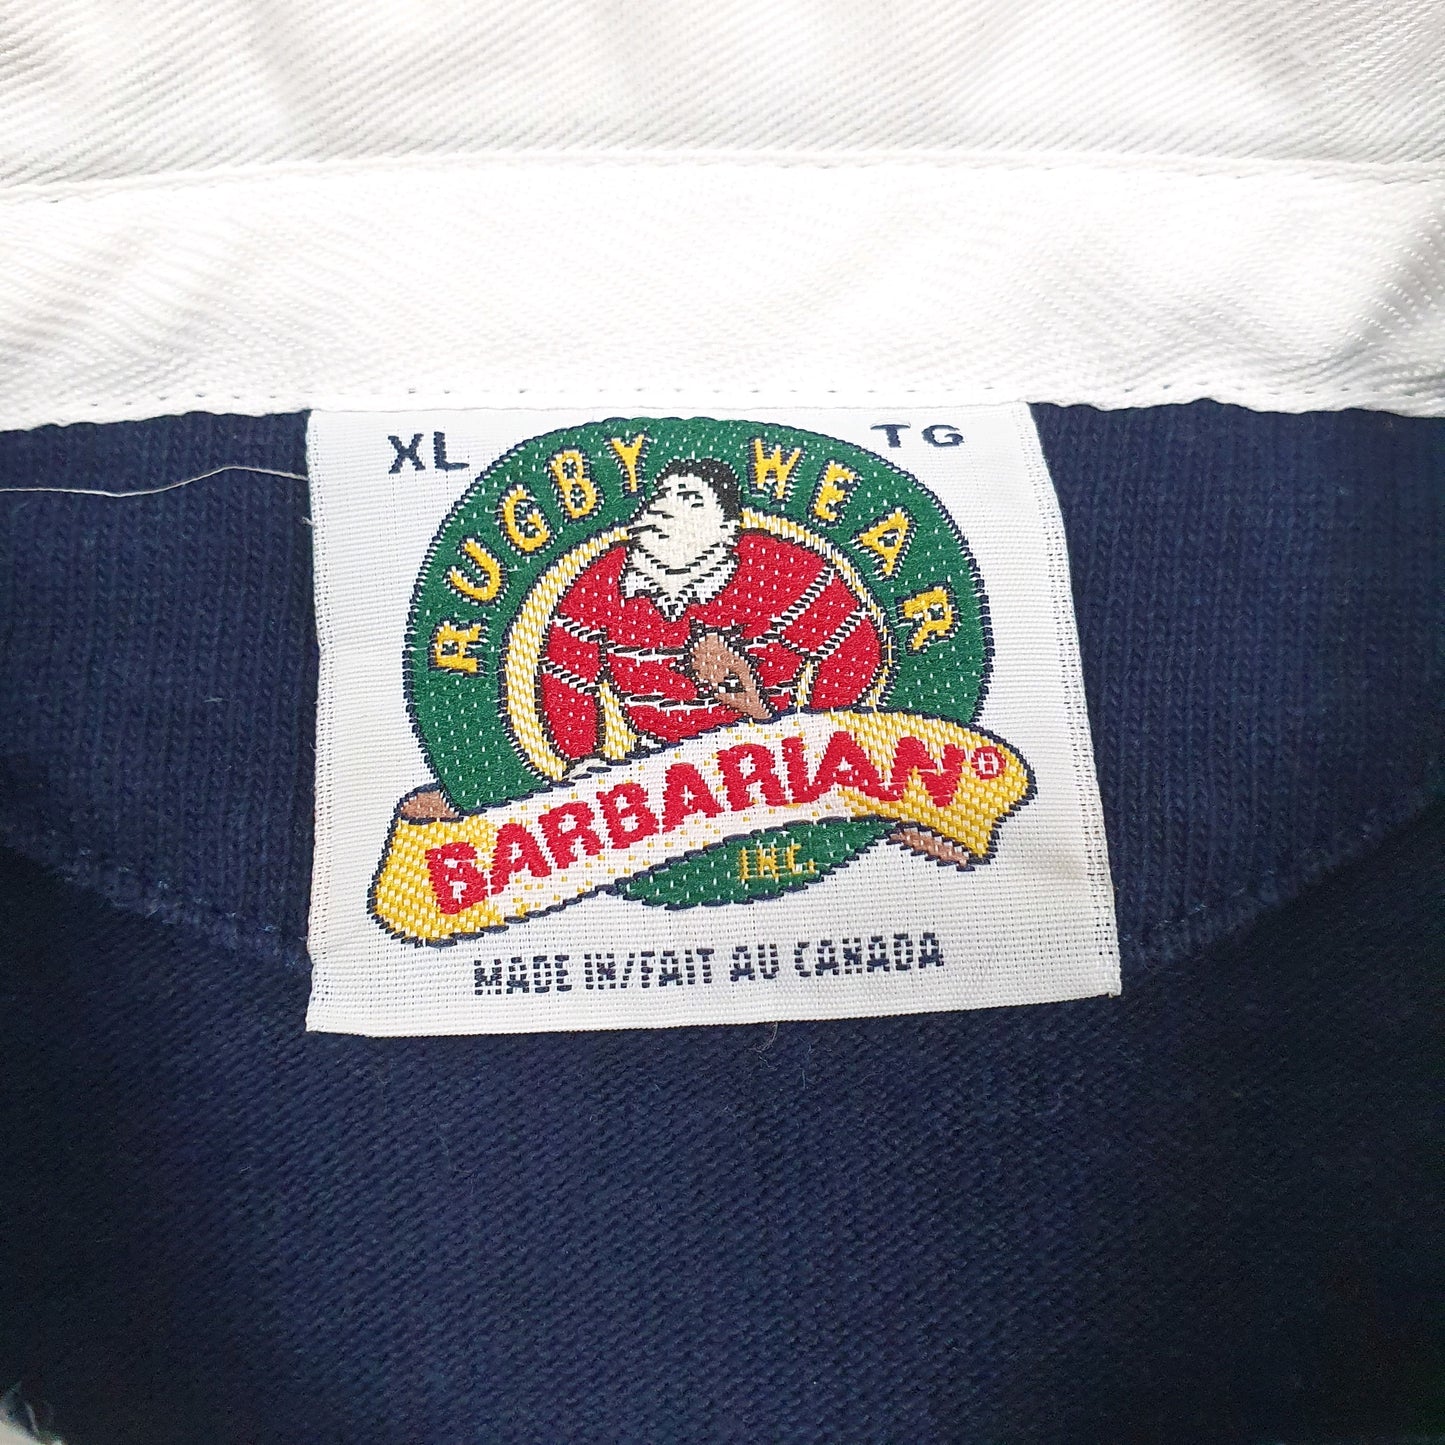 XL TG
RUGBY WEAR
BARBARIAN®
INC.
MADE IN/FAIT AU CANADA